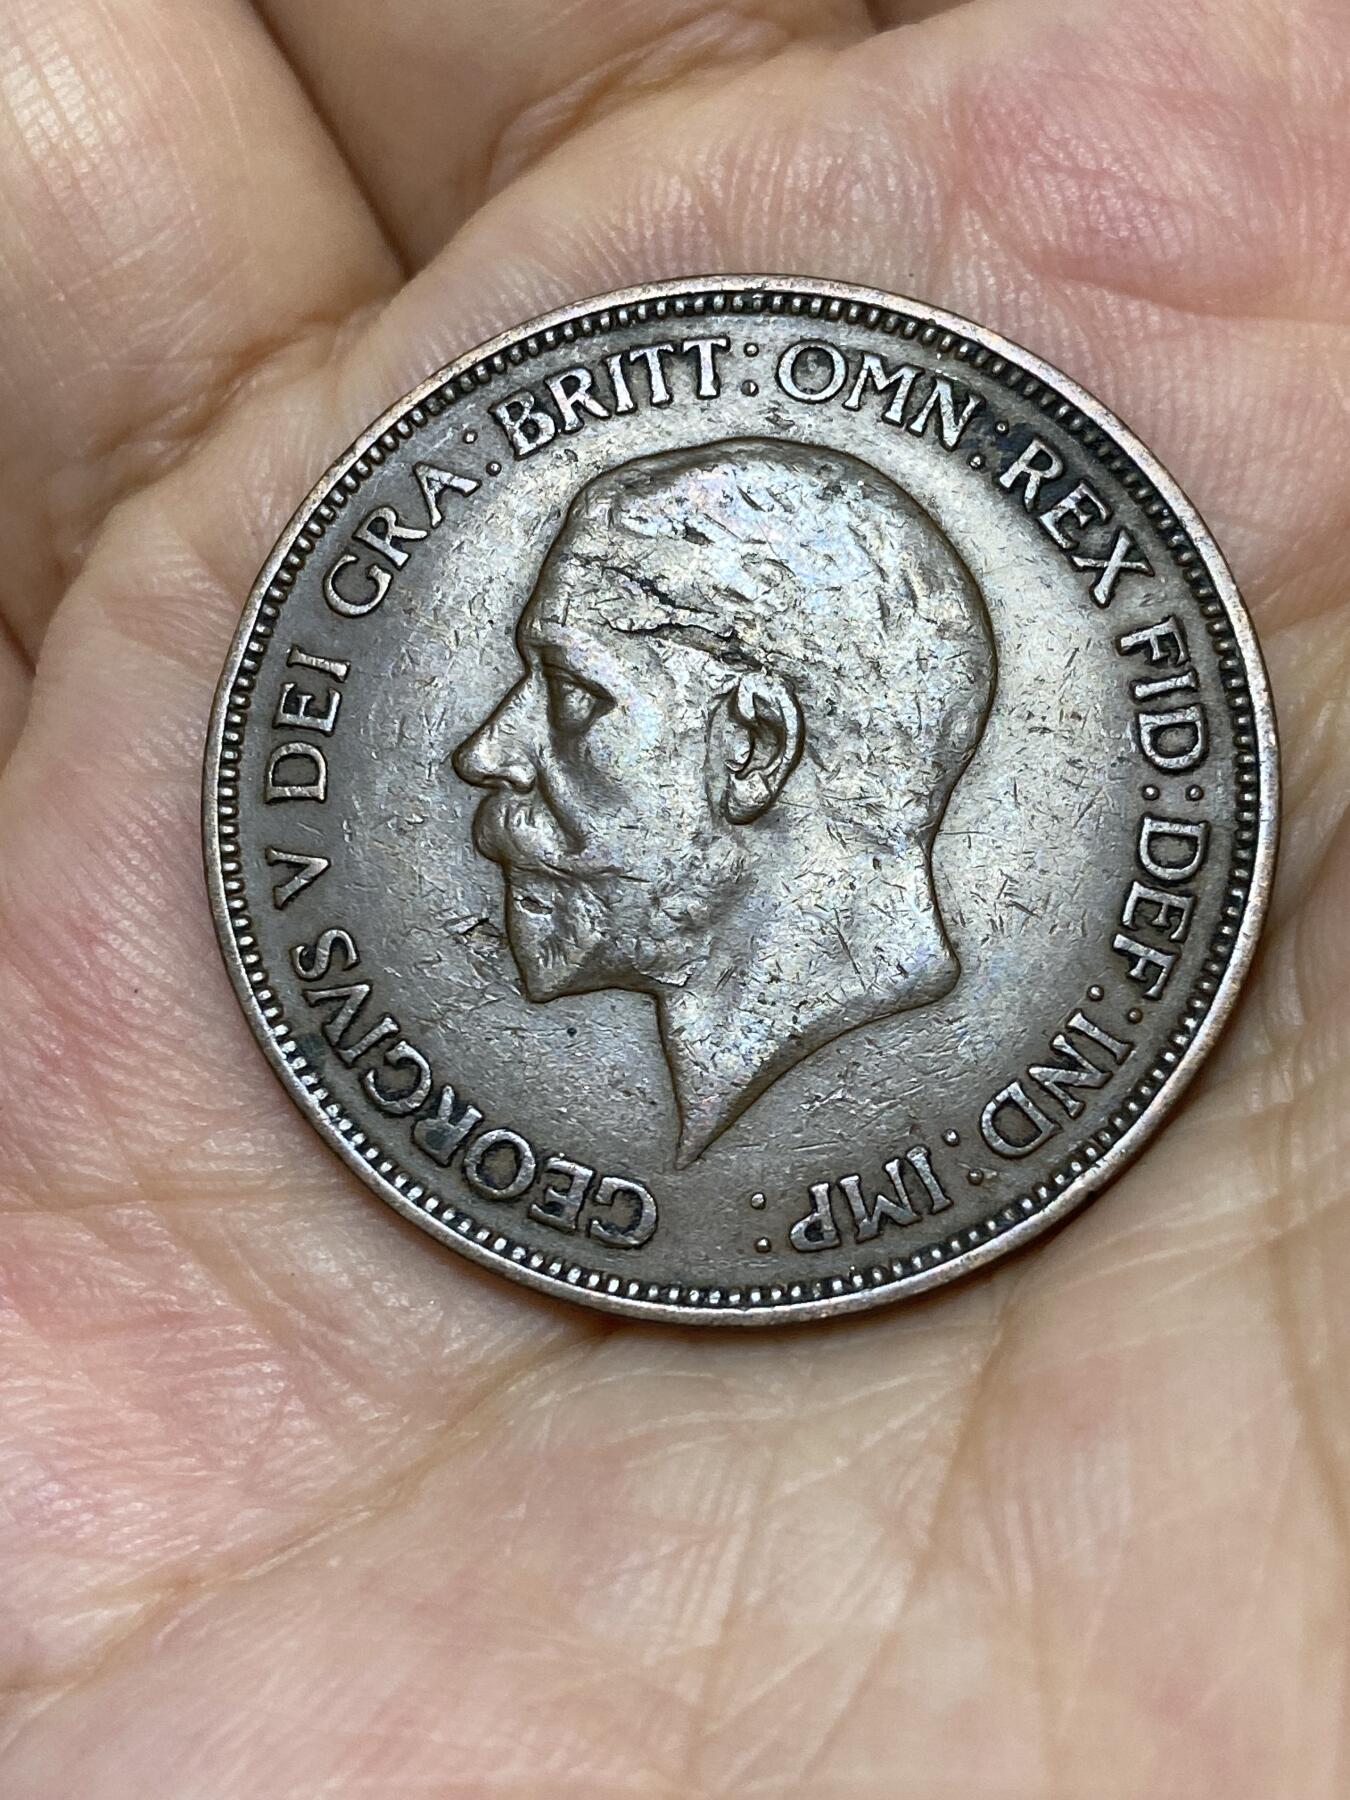 GEORGIVS V DEI GRA: BRITT: OMN: REX FID: DEF: IND: IMP: